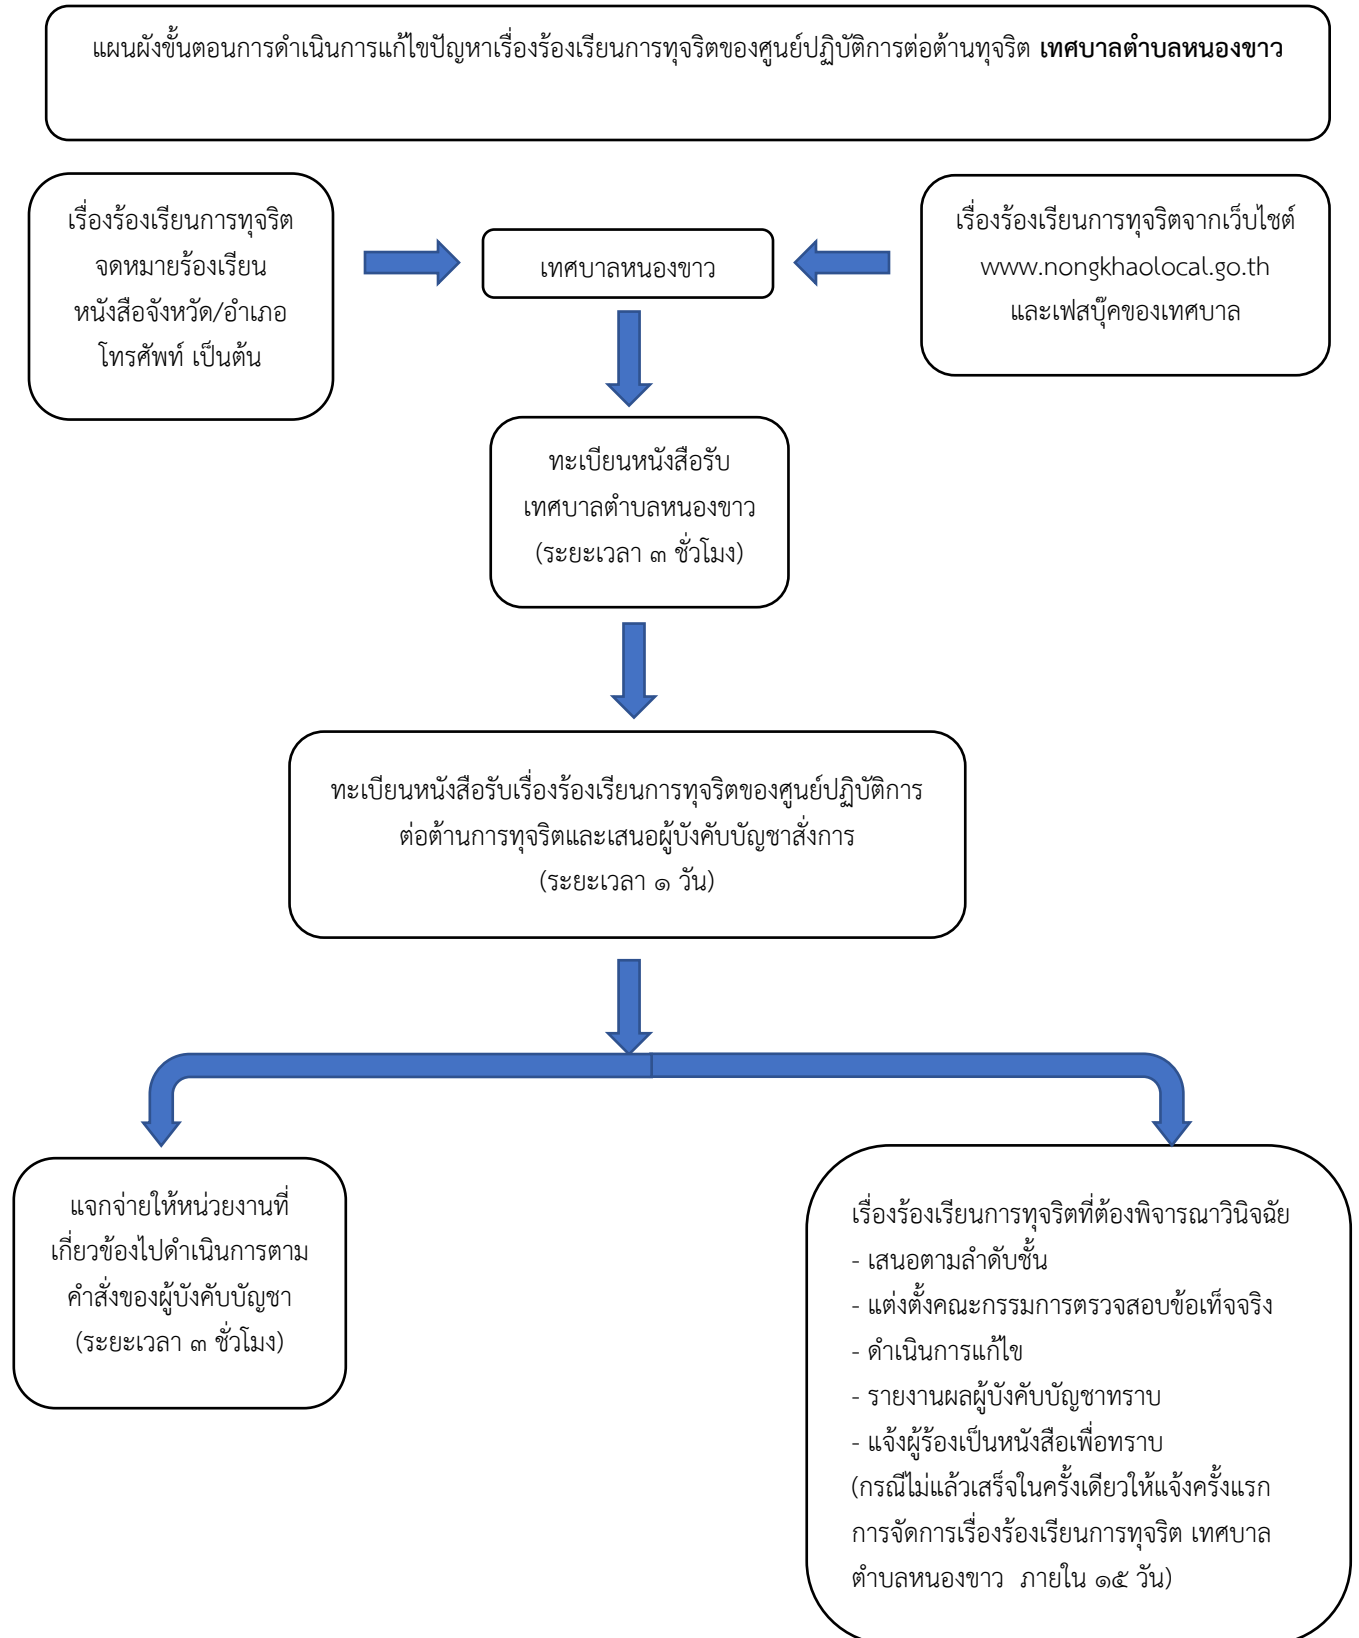 แผนผังขั้นตอนการดำเนินการแก้ไขปัญหาเรื่องร้องเรียนการทุจริตของศูนย์ปฏิบัติการต่อต้านทุจริต เทศบาลตำบลหนองขาว
เรื่องร้องเรียนการทุจริต
จดหมายร้องเรียน
หนังสือจังหวัด/อำเภอ
โทรศัพท์ เป็นต้น
เทศบาลหนองขาว
เรื่องร้องเรียนการทุจริตจากเว็บไซต์
www.nongkhaolocal.go.th
และเฟสบุ๊คของเทศบาล
ทะเบียนหนังสือรับ
เทศบาลตำบลหนองขาว
(ระยะเวลา ๓ ชั่วโมง)
ทะเบียนหนังสือรับเรื่องร้องเรียนการทุจริตของศูนย์ปฏิบัติการ
ต่อต้านการทุจริตและเสนอผู้บังคับบัญชาสั่งการ
(ระยะเวลา ๑ วัน)
แจกจ่ายให้หน่วยงานที่
เกี่ยวข้องไปดำเนินการตาม
คำสั่งของผู้บังคับบัญชา
(ระยะเวลา ๓ ชั่วโมง)
เรื่องร้องเรียนการทุจริตที่ต้องพิจารณาวินิจฉัย
- เสนอตามลำดับชั้น
- แต่งตั้งคณะกรรมการตรวจสอบข้อเท็จจริง
- ดำเนินการแก้ไข
- รายงานผลผู้บังคับบัญชาทราบ
- แจ้งผู้ร้องเป็นหนังสือเพื่อทราบ
(กรณีไม่แล้วเสร็จในครั้งเดียวให้แจ้งครั้งแรก
การจัดการเรื่องร้องเรียนการทุจริต เทศบาล
ตำบลหนองขาว ภายใน ๑๕ วัน)